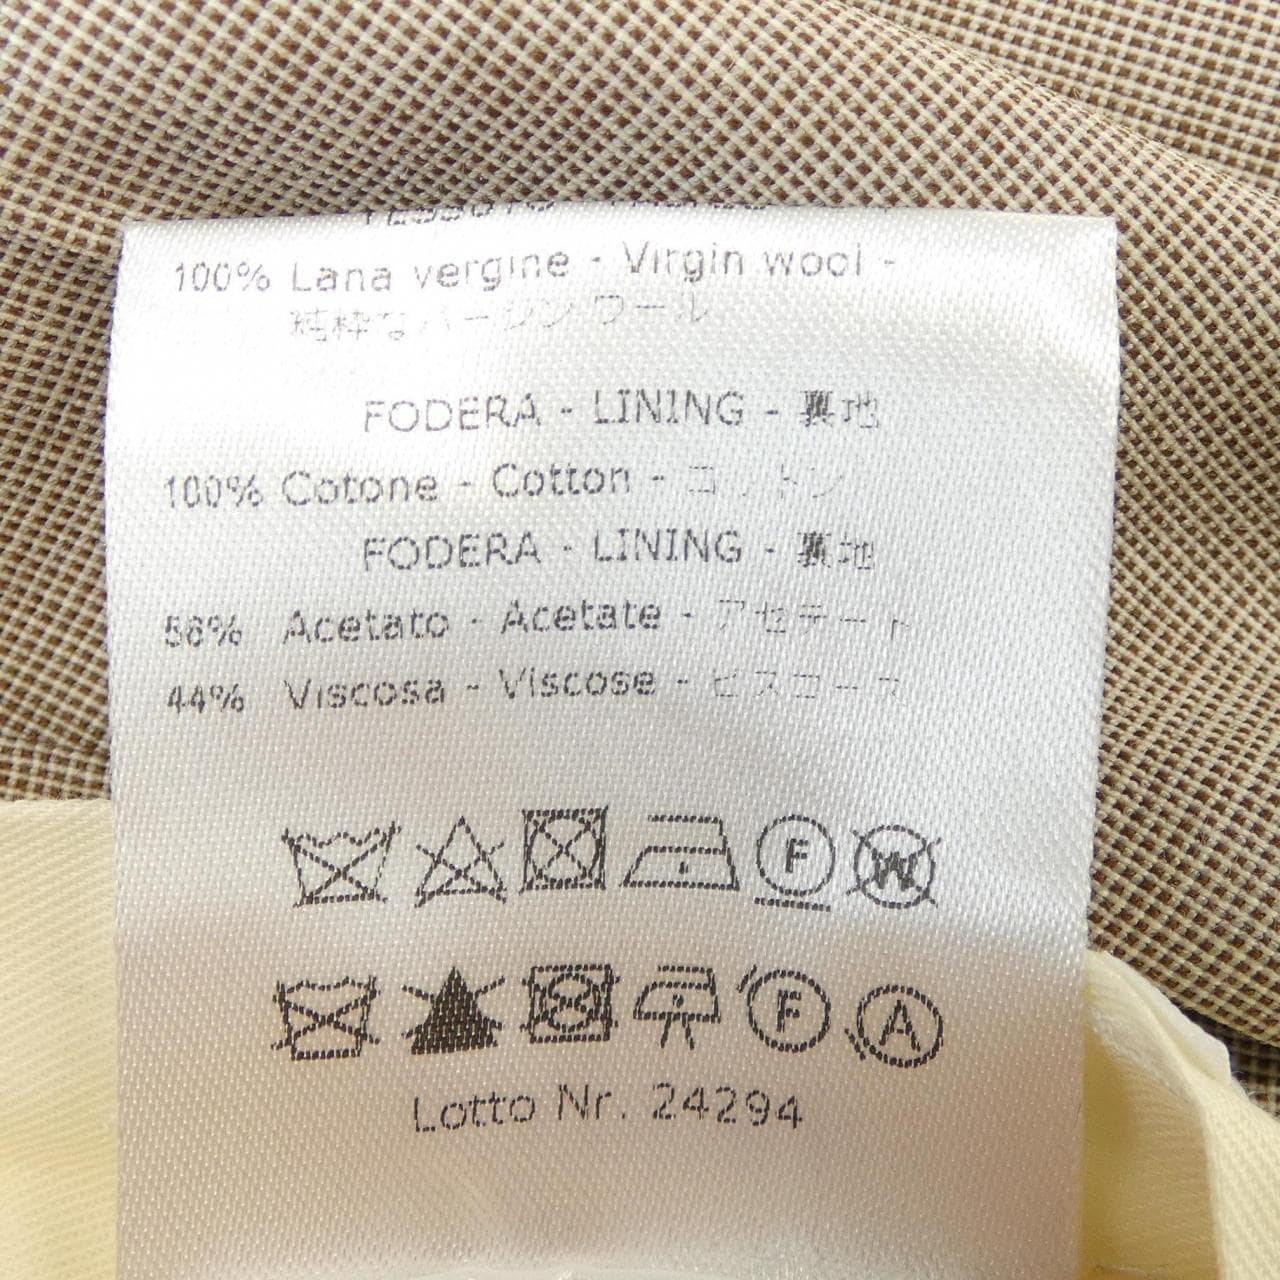 100% Lana vergine - Virgin wool -
純粋なバージンウール
FODERA - LINING - 裏地
100% Cotone - Cotton - コットン
FODERA - LINING - 裏地
56% Acetato - Acetate - アセテート
44% Viscosa - Viscose - ビスコース
F W
F A
Lotto Nr. 24294